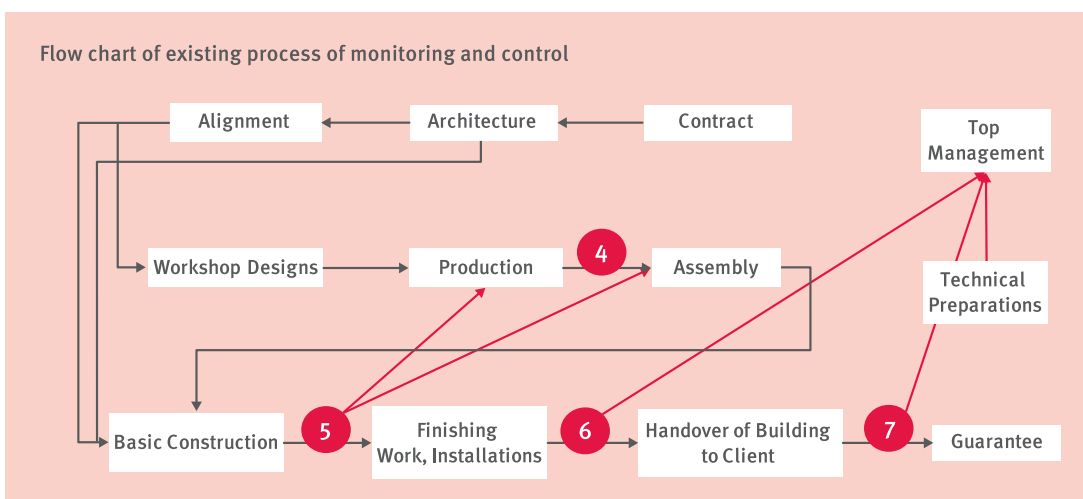 Flow chart of existing process of monitoring and control
Alignment
Architecture
Contract
Top
Management
Workshop Designs
Production
4
Assembly
Technical
Preparations
Basic Construction
5
Finishing
Work, Installations
6
Handover of Building
to Client
7
Guarantee